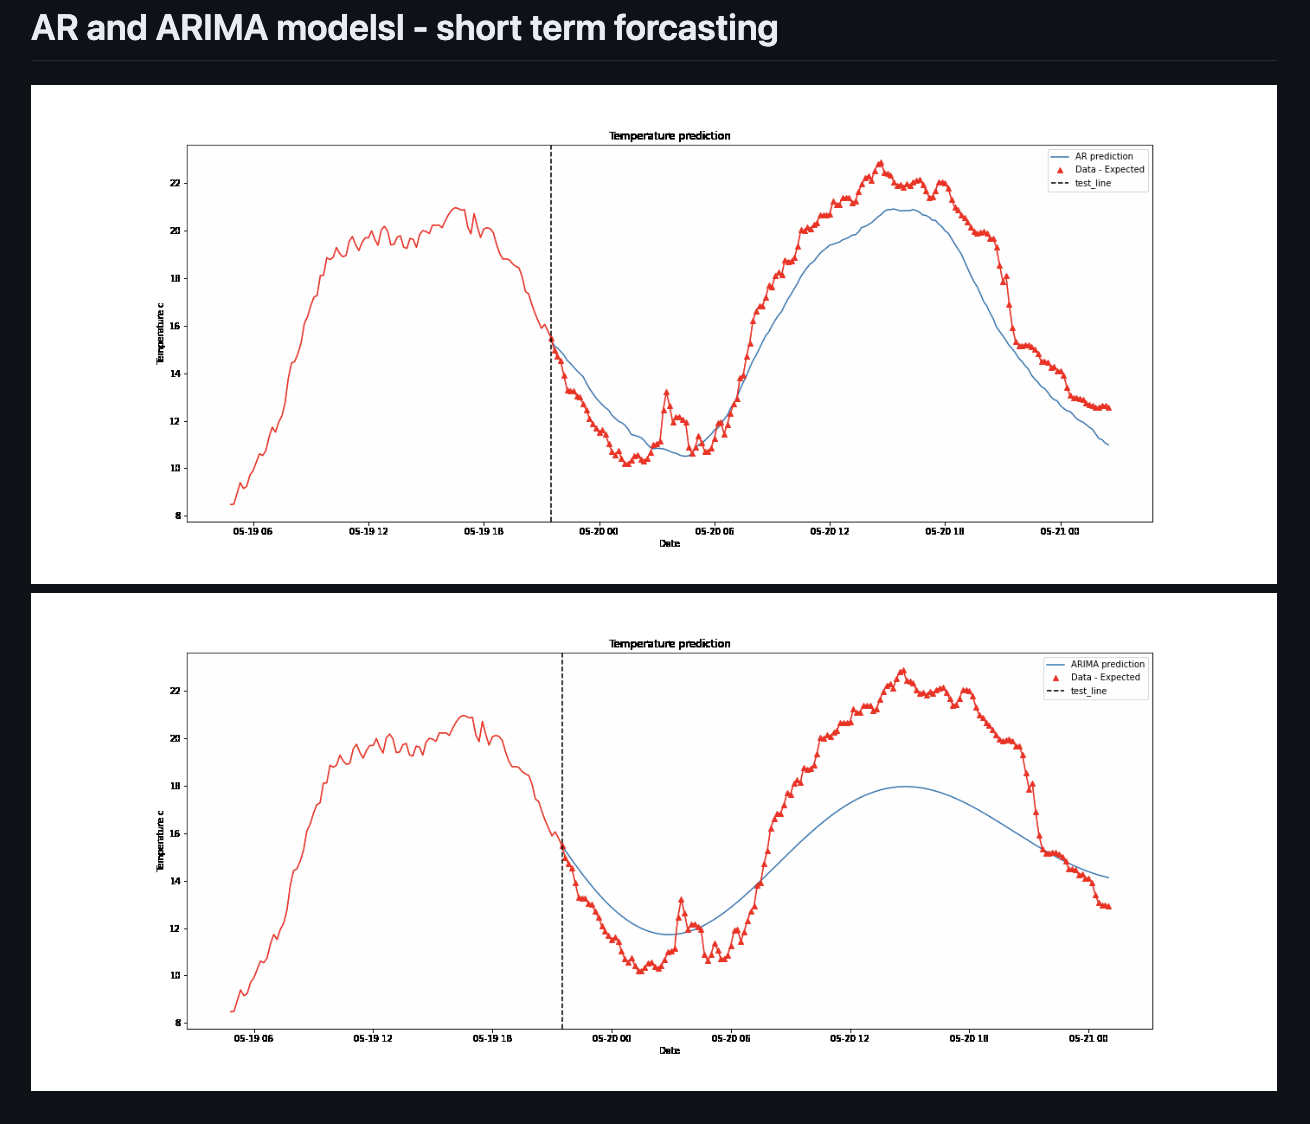 AR and ARIMA modelsl - short term forcasting
Temperature prediction
AR prediction
Data - Expected
test_line
22
20
18
16
14
12
10
8
Temperature c
05-19 06
05-19 12
05-19 18
05-20 00
05-20 06
05-20 12
05-20 18
05-21 00
Date
Temperature prediction
ARIMA prediction
Data - Expected
test_line
22
20
18
16
14
12
10
8
Temperature c
05-19 06
05-19 12
05-19 18
05-20 00
05-20 06
05-20 12
05-20 18
05-21 00
Date